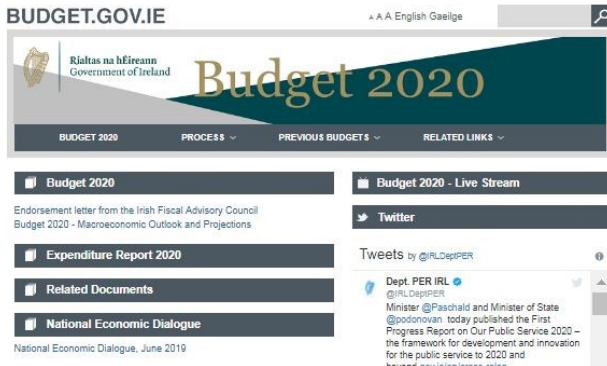 BUDGET.GOV.IE
A A A English Gaeilge
Rialtas na hÉireann
Government of Ireland
Budget 2020
BUDGET 2020 PROCESS PREVIOUS BUDGETS RELATED LINKS
Budget 2020
Endorsement letter from the Irish Fiscal Advisory Council
Budget 2020 - Macroeconomic Outlook and Projections
Expenditure Report 2020
Related Documents
National Economic Dialogue
National Economic Dialogue, June 2019
Budget 2020 - Live Stream
Twitter
Tweets by @IRLDeptPER
Dept. PER IRL
@IRLDeptPER
Minister @Paschald and Minister of State
@podonovan today published the First
Progress Report on Our Public Service 2020 –
the framework for development and innovation
for the public service to 2020 and